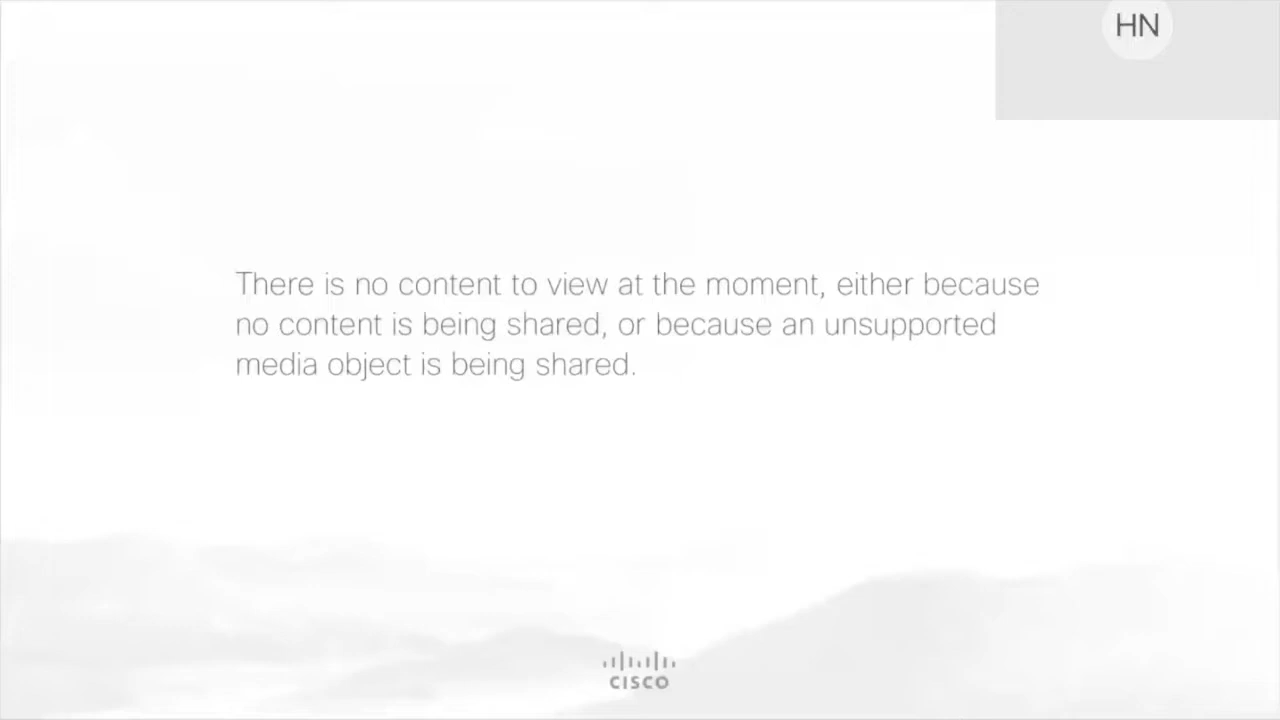 HN
There is no content to view at the moment, either because
no content is being shared, or because an unsupported
media object is being shared.
CISCO